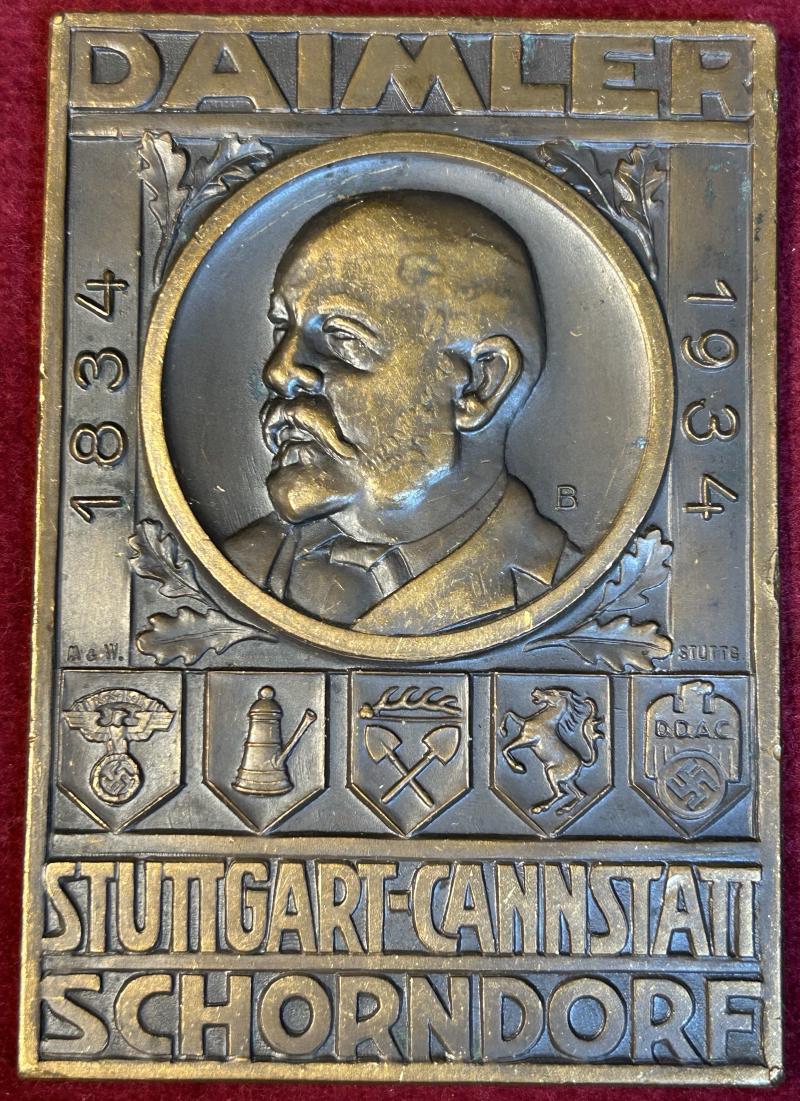 DAIMLER
1834
1934
B
A & W.
STUTTG
D.D.A.C.
STUTTGART-CANNSTATT
SCHORNDORF